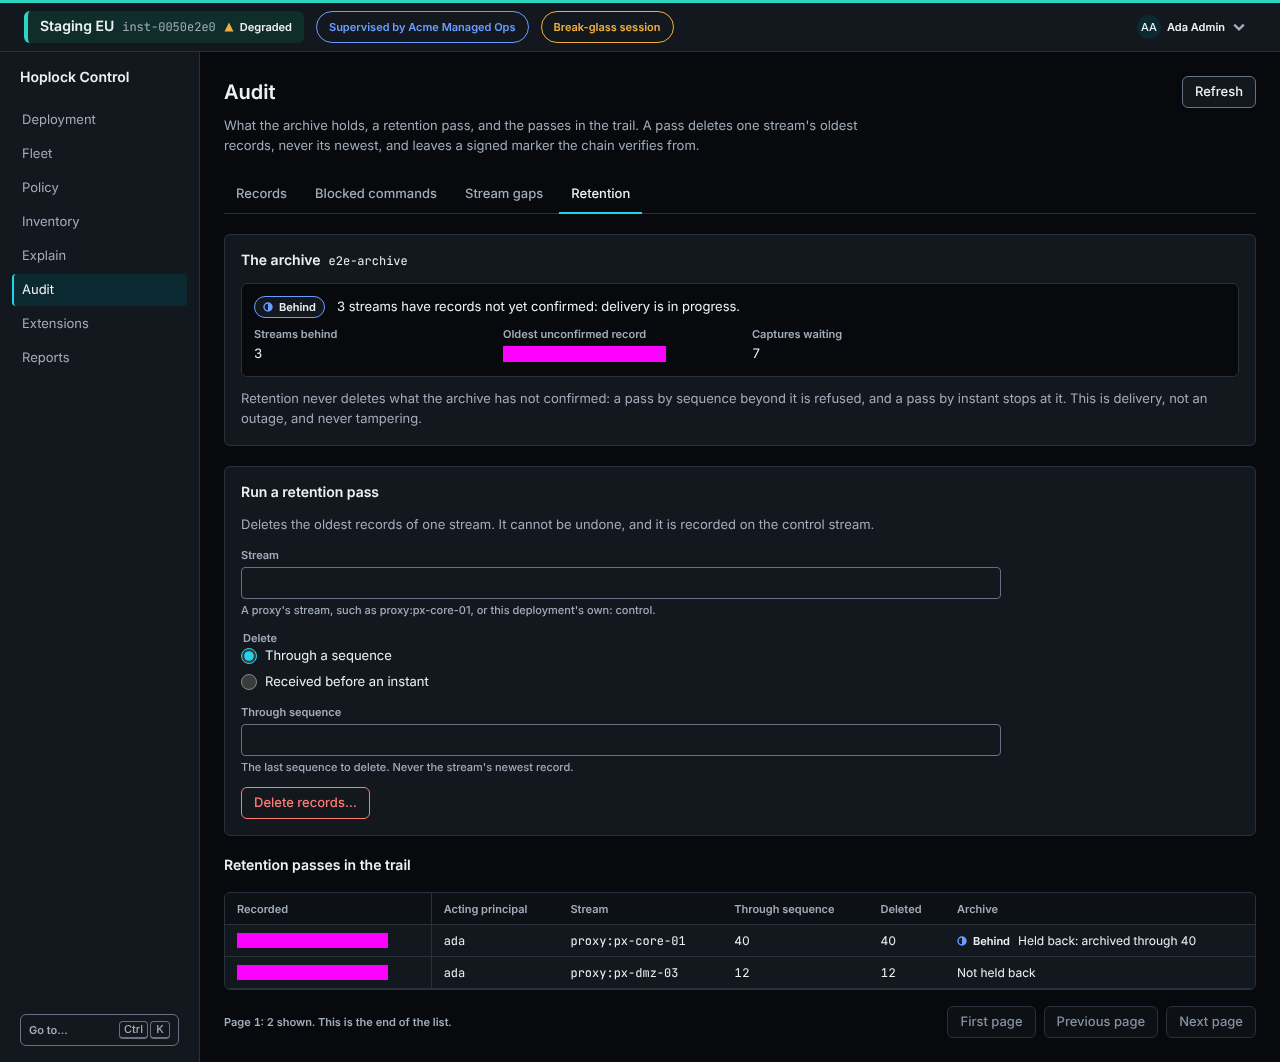 Staging EU inst-0050e2e0 Degraded
Supervised by Acme Managed Ops
Break-glass session
AA Ada Admin
Hoplock Control
Deployment
Fleet
Policy
Inventory
Explain
Audit
Extensions
Reports
Go to...
Ctrl K
Audit
Refresh
What the archive holds, a retention pass, and the passes in the trail. A pass deletes one stream's oldest
records, never its newest, and leaves a signed marker the chain verifies from.
Records Blocked commands Stream gaps Retention
The archive e2e-archive
Behind 3 streams have records not yet confirmed: delivery is in progress.
Streams behind Oldest unconfirmed record Captures waiting
3 7
Retention never deletes what the archive has not confirmed: a pass by sequence beyond it is refused, and a pass by instant stops at it. This is delivery, not an
outage, and never tampering.
Run a retention pass
Deletes the oldest records of one stream. It cannot be undone, and it is recorded on the control stream.
Stream
A proxy's stream, such as proxy:px-core-01, or this deployment's own: control.
Delete
Through a sequence
Received before an instant
Through sequence
The last sequence to delete. Never the stream's newest record.
Delete records...
Retention passes in the trail
Recorded Acting principal Stream Through sequence Deleted Archive
ada proxy:px-core-01 40 40 Behind Held back: archived through 40
ada proxy:px-dmz-03 12 12 Not held back
Page 1: 2 shown. This is the end of the list.
First page Previous page Next page